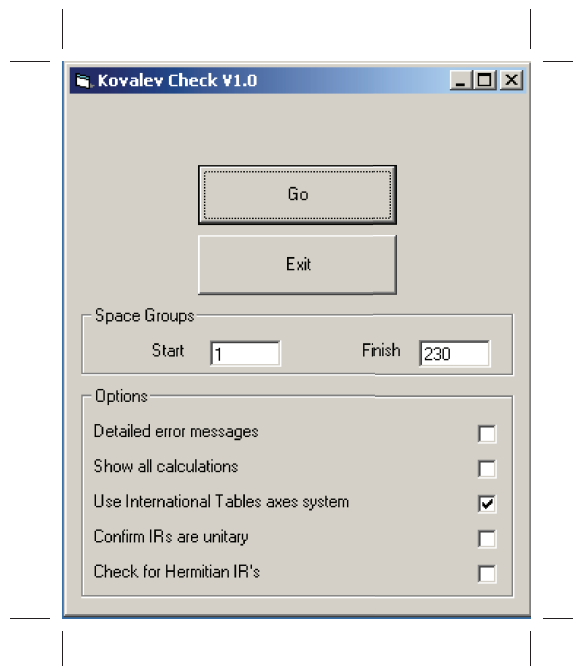 Kovalev Check V1.0
Go
Exit
Space Groups
Start 1 Finish 230
Options
Detailed error messages
Show all calculations
Use International Tables axes system
Confirm IRs are unitary
Check for Hermitian IR's